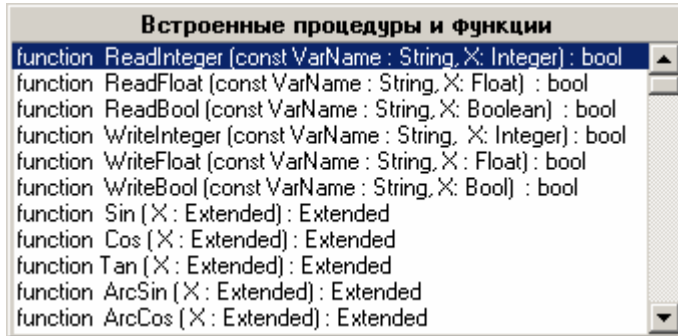 Встроенные процедуры и функции
function ReadInteger (const VarName : String, X: Integer) : bool
function ReadFloat (const VarName : String, X: Float) : bool
function ReadBool (const VarName : String, X: Boolean) : bool
function WriteInteger (const VarName : String, X: Integer) : bool
function WriteFloat (const VarName : String, X : Float) : bool
function WriteBool (const VarName : String, X: Bool) : bool
function Sin ( X : Extended) : Extended
function Cos ( X : Extended) : Extended
function Tan ( X : Extended) : Extended
function ArcSin ( X : Extended) : Extended
function ArcCos ( X : Extended) : Extended